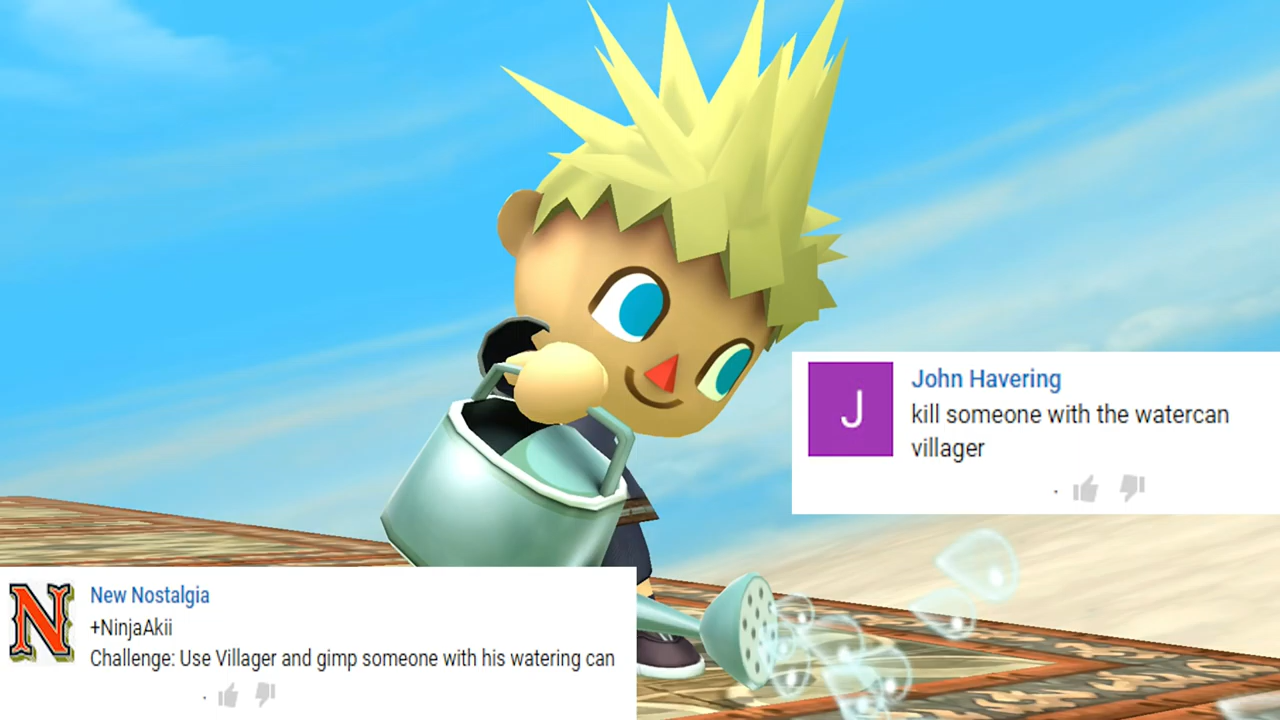 J
John Havering
kill someone with the watercan
villager
N
New Nostalgia
+NinjaAkii
Challenge: Use Villager and gimp someone with his watering can